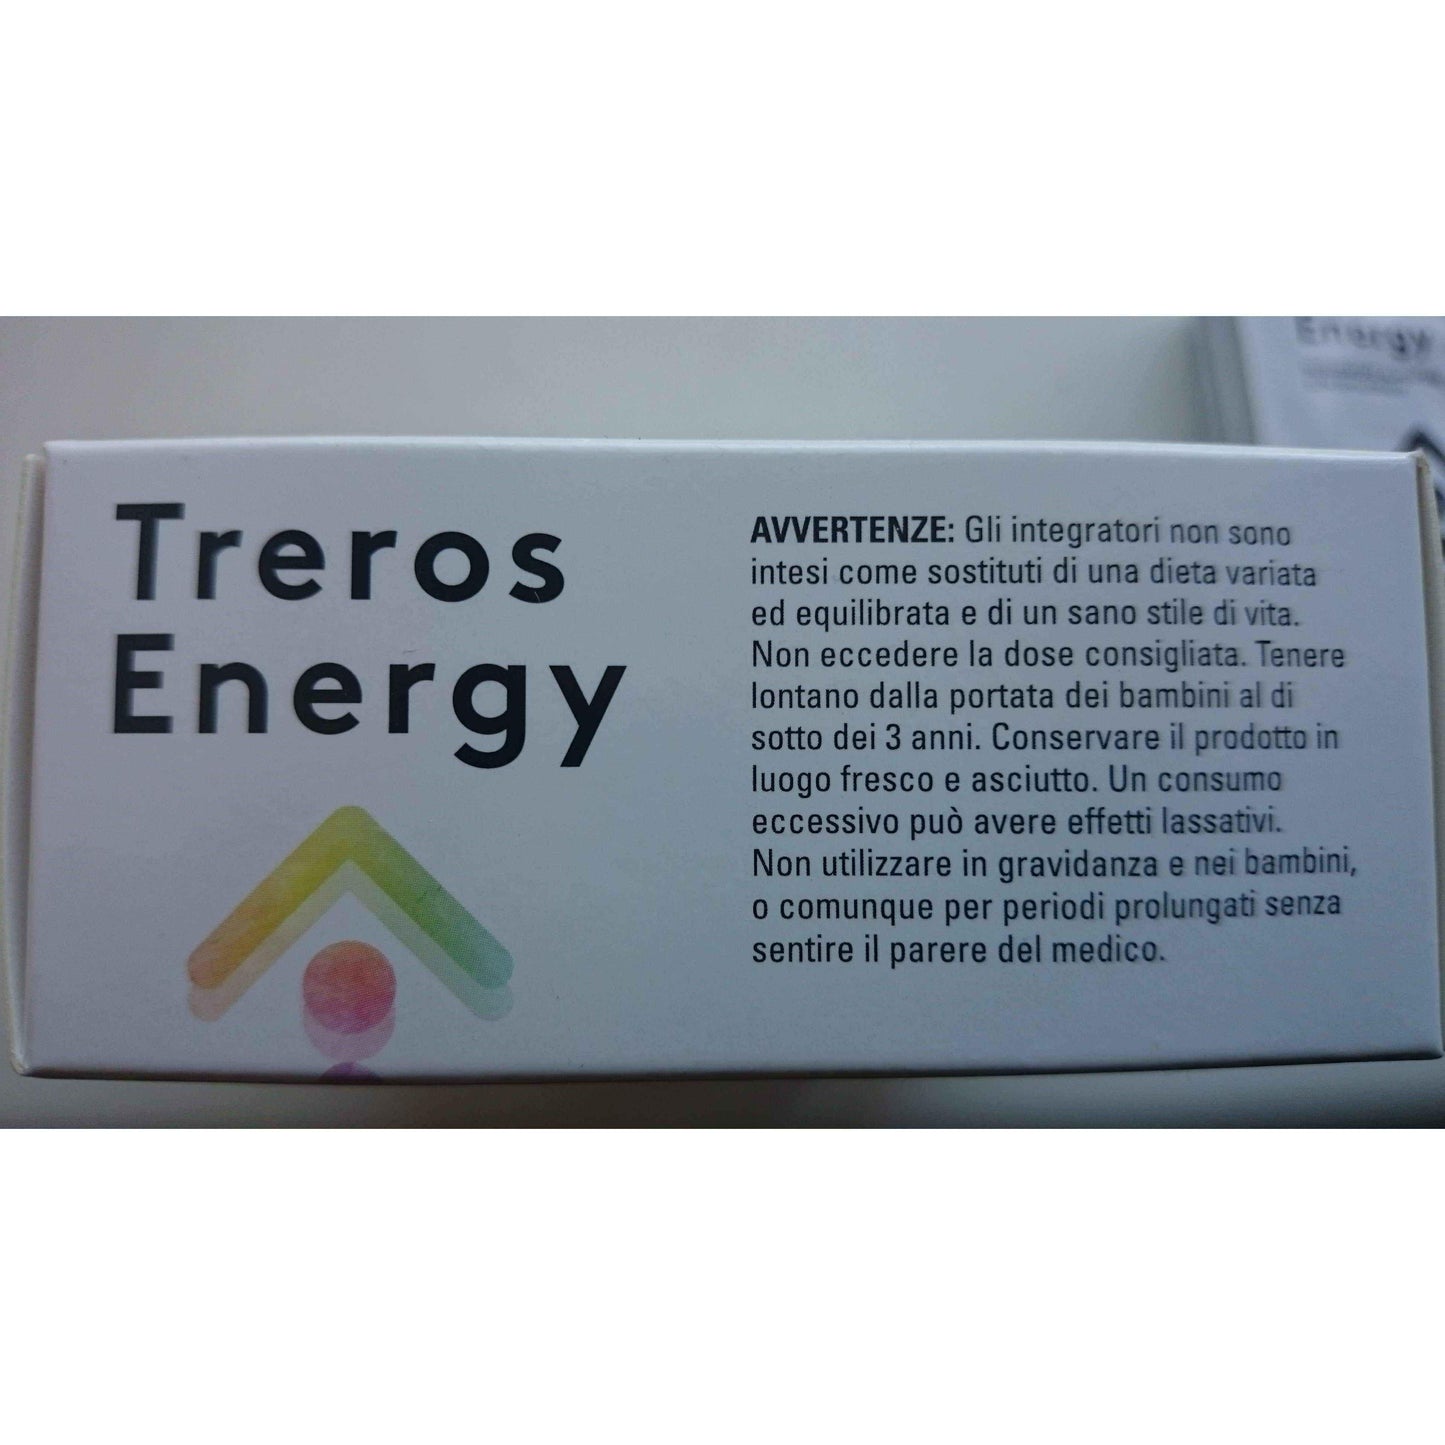 Energy
Treros
Energy
AVVERTENZE: Gli integratori non sono
intesi come sostituti di una dieta variata
ed equilibrata e di un sano stile di vita.
Non eccedere la dose consigliata. Tenere
lontano dalla portata dei bambini al di
sotto dei 3 anni. Conservare il prodotto in
luogo fresco e asciutto. Un consumo
eccessivo può avere effetti lassativi.
Non utilizzare in gravidanza e nei bambini,
o comunque per periodi prolungati senza
sentire il parere del medico.